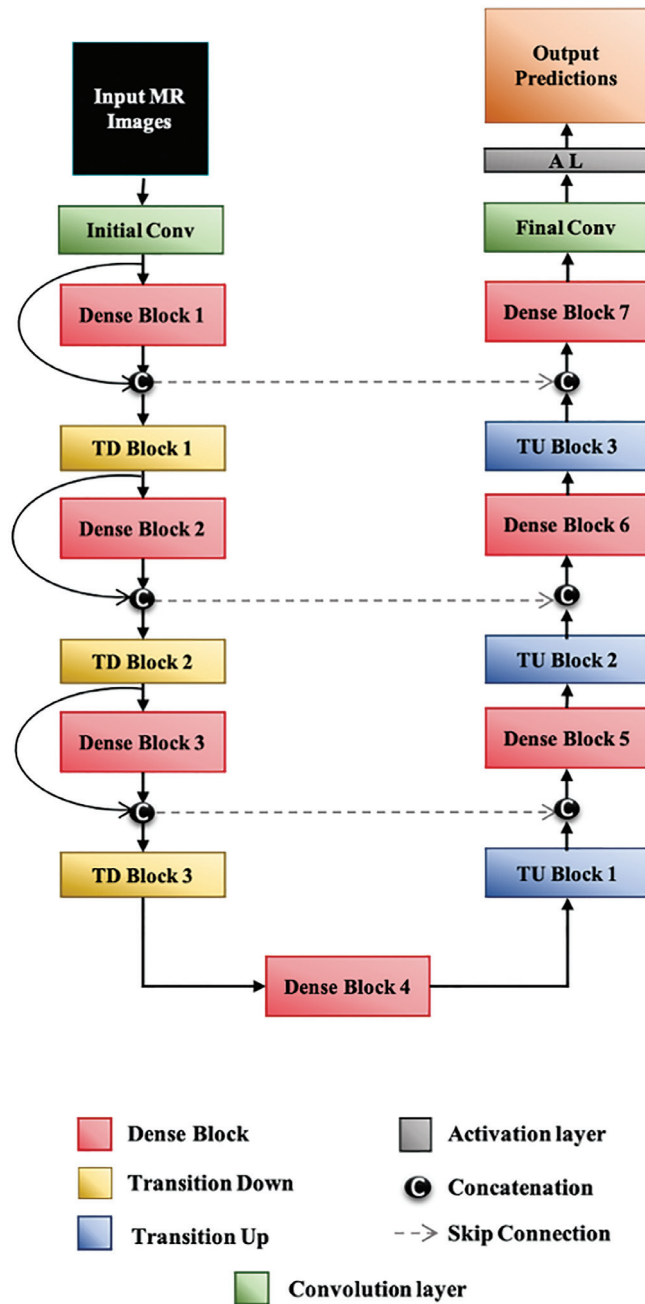 Input MR
Images
Initial Conv
Dense Block 1
C
TD Block 1
Dense Block 2
C
TD Block 2
Dense Block 3
C
TD Block 3
Dense Block 4
TU Block 1
C
Dense Block 5
TU Block 2
C
Dense Block 6
TU Block 3
C
Dense Block 7
Final Conv
A L
Output
Predictions
Dense Block
Transition Down
Transition Up
Activation layer
C Concatenation
Skip Connection
Convolution layer